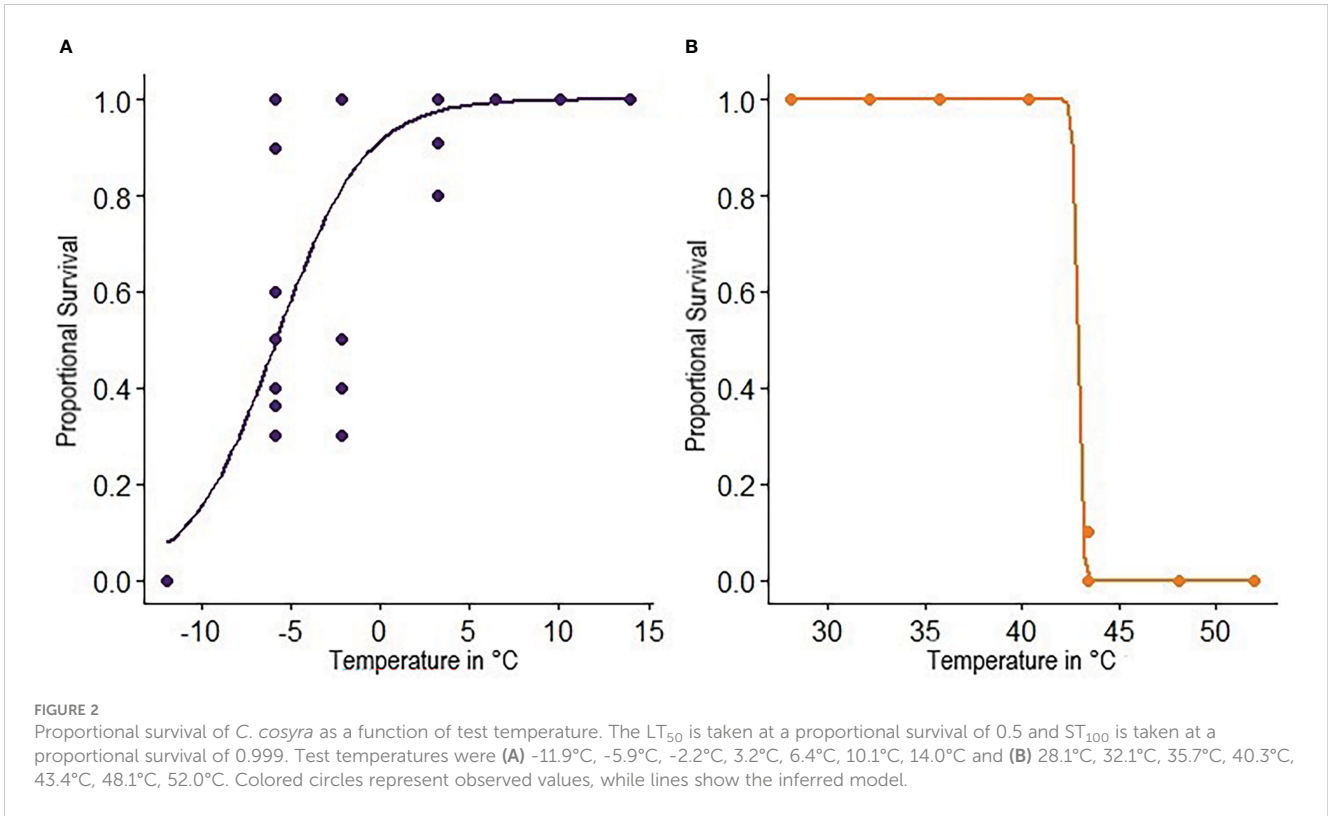 A
B
1.0
0.8
0.6
0.4
0.2
0.0
Proportional Survival
-10
-5
0
5
10
15
Temperature in °C
1.0
0.8
0.6
0.4
0.2
0.0
Proportional Survival
30
35
40
45
50
Temperature in °C
FIGURE 2
Proportional survival of C. cosyra as a function of test temperature. The LT50 is taken at a proportional survival of 0.5 and ST100 is taken at a
proportional survival of 0.999. Test temperatures were (A) -11.9°C, -5.9°C, -2.2°C, 3.2°C, 6.4°C, 10.1°C, 14.0°C and (B) 28.1°C, 32.1°C, 35.7°C, 40.3°C,
43.4°C, 48.1°C, 52.0°C. Colored circles represent observed values, while lines show the inferred model.